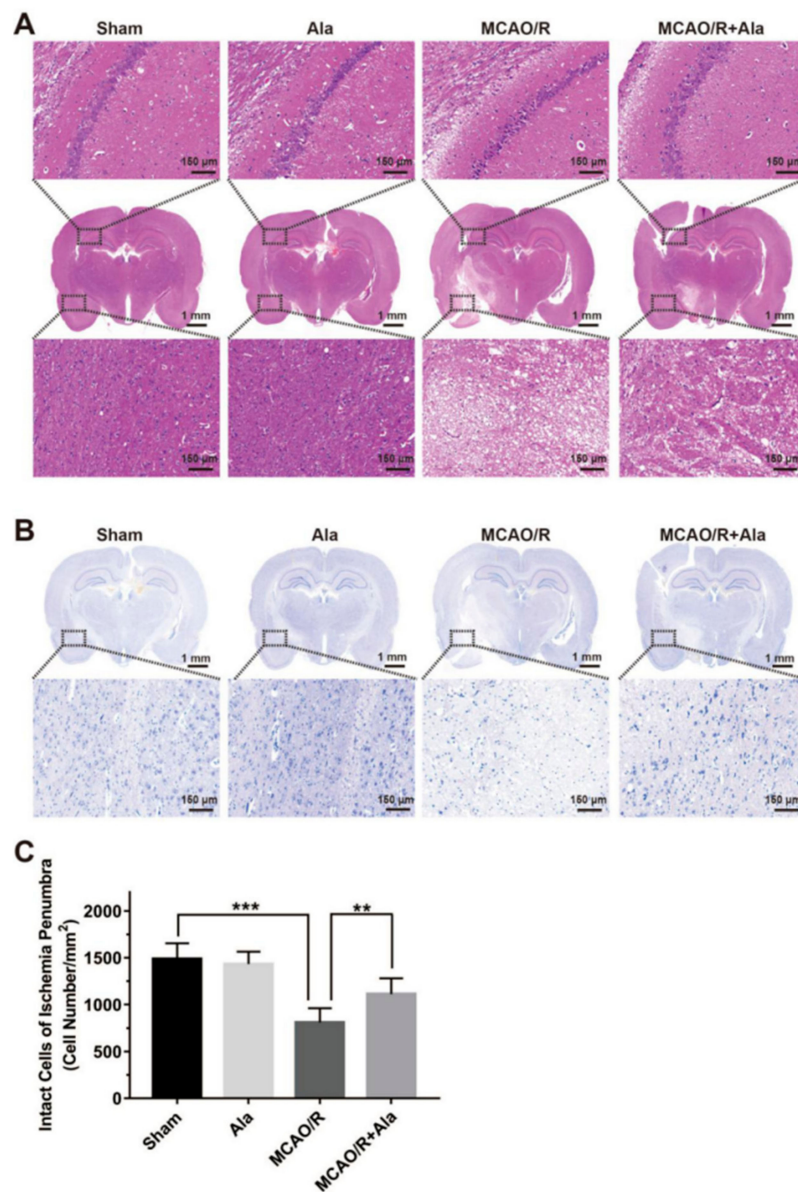 A
Sham Ala MCAO/R MCAO/R+Ala
150 µm 150 µm 150 µm 150 µm
1 mm 1 mm 1 mm 1 mm
150 µm 150 µm 150 µm 150 µm
B
Sham Ala MCAO/R MCAO/R+Ala
1 mm 1 mm 1 mm 1 mm
150 µm 150 µm 150 µm 150 µm
C
Intact Cells of Ischemia Penumbra
(Cell Number/mm²)
2000
1500
1000
500
0
*** **
Sham Ala MCAO/R MCAO/R+Ala